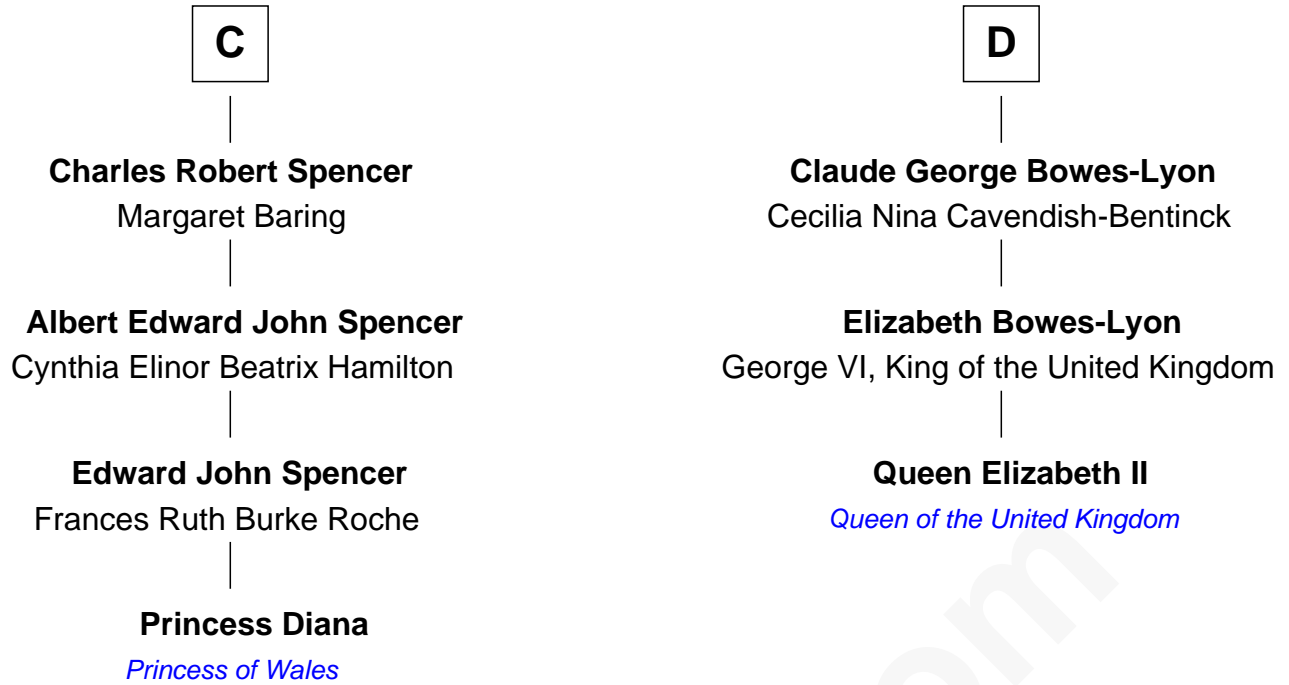 C
Charles Robert Spencer
Margaret Baring
Albert Edward John Spencer
Cynthia Elinor Beatrix Hamilton
Edward John Spencer
Frances Ruth Burke Roche
Princess Diana
Princess of Wales
D
Claude George Bowes-Lyon
Cecilia Nina Cavendish-Bentinck
Elizabeth Bowes-Lyon
George VI, King of the United Kingdom
Queen Elizabeth II
Queen of the United Kingdom
om